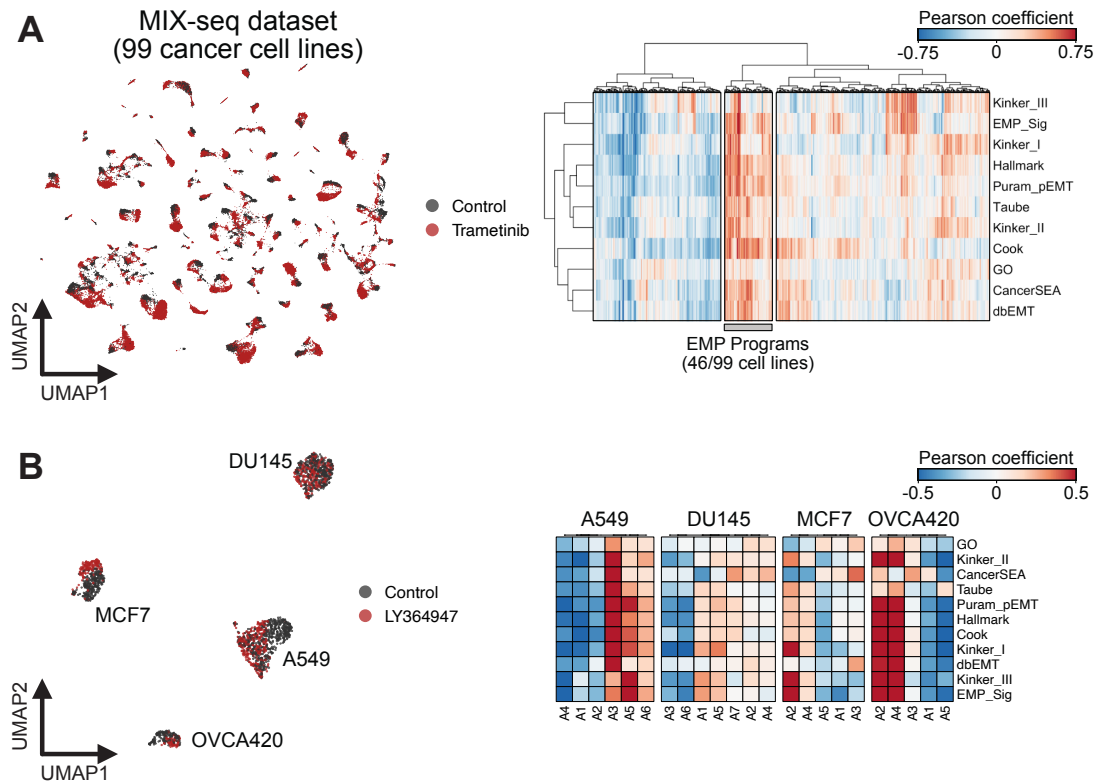 A
MIX-seq dataset
(99 cancer cell lines)
UMAP2
UMAP1
Control
Trametinib
Pearson coefficient
-0.75 0 0.75
Kinker_III
EMP_Sig
Kinker_I
Hallmark
Puram_pEMT
Taube
Kinker_II
Cook
GO
CancerSEA
dbEMT
EMP Programs
(46/99 cell lines)
B
DU145
MCF7
A549
OVCA420
UMAP2
UMAP1
Control
LY364947
Pearson coefficient
-0.5 0 0.5
A549 DU145 MCF7 OVCA420
GO
Kinker_II
CancerSEA
Taube
Puram_pEMT
Hallmark
Cook
Kinker_I
dbEMT
Kinker_III
EMP_Sig
A4 A1 A2 A3 A5 A6 A3 A6 A1 A5 A7 A2 A4 A2 A4 A5 A1 A3 A2 A4 A3 A1 A5